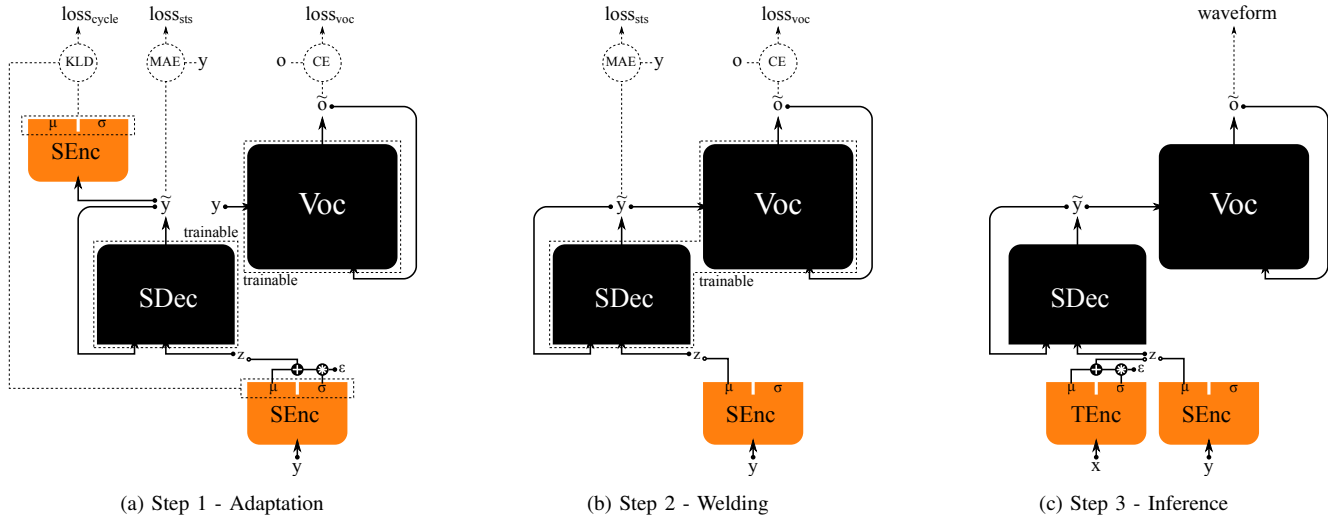 loss_cycle loss_sts loss_voc
KLD MAE y o CE
õ
μ σ
SEnc
Voc
ỹ y
trainable
trainable
SDec
z
+ * ε
μ σ
SEnc
y
(a) Step 1 - Adaptation
loss_sts loss_voc
MAE y o CE
õ
Voc
ỹ
trainable
SDec
z
μ σ
SEnc
y
(b) Step 2 - Welding
waveform
õ
Voc
ỹ
SDec
z
+ * ε
μ σ μ σ
TEnc SEnc
x y
(c) Step 3 - Inference